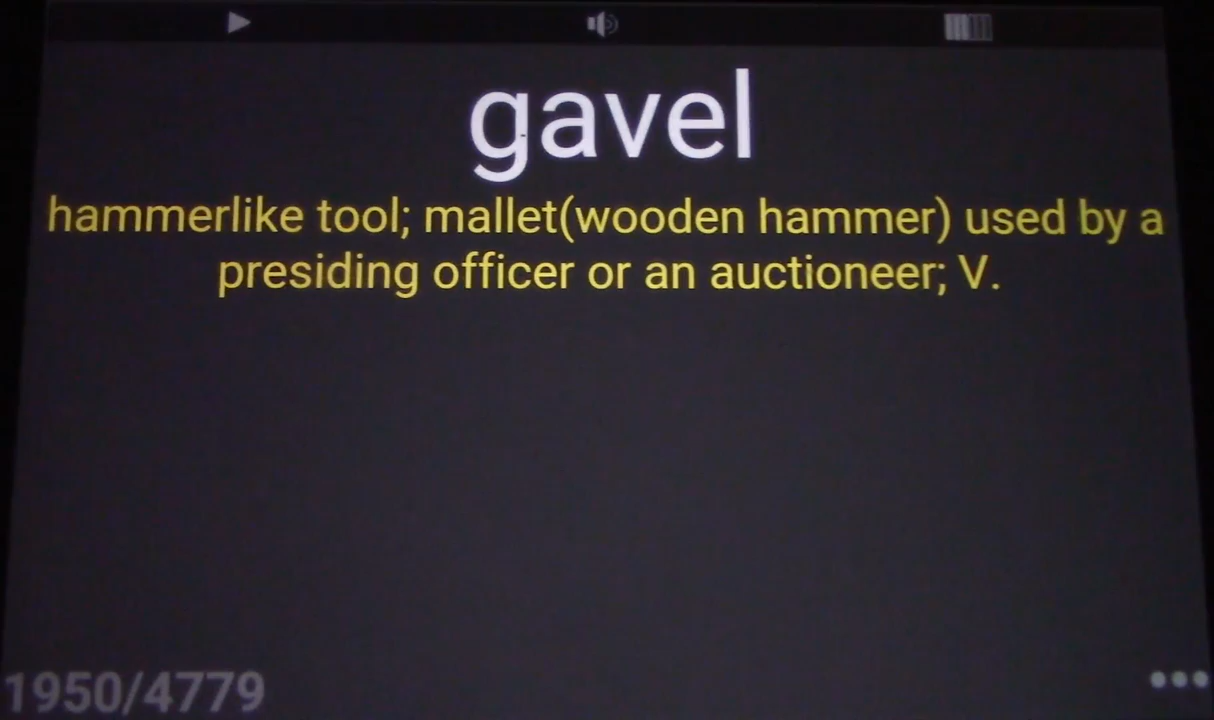 gavel
hammerlike tool; mallet(wooden hammer) used by a
presiding officer or an auctioneer; V.
1950/4779